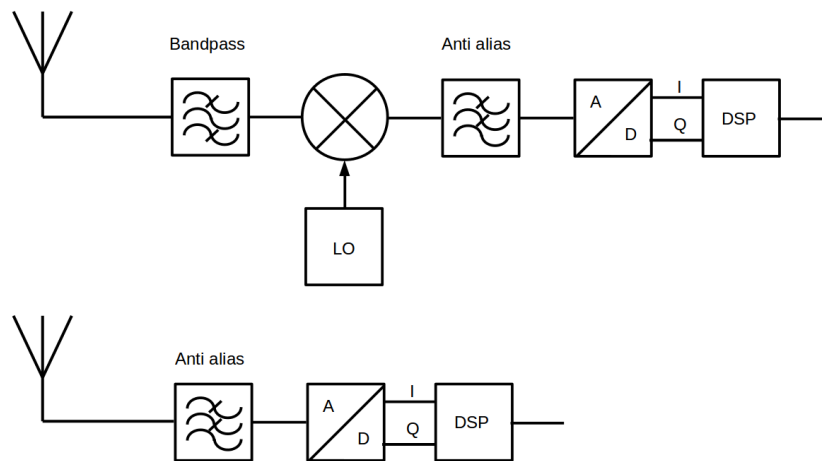 Bandpass
Anti alias
A
D
I
Q
DSP
LO
Anti alias
A
D
I
Q
DSP